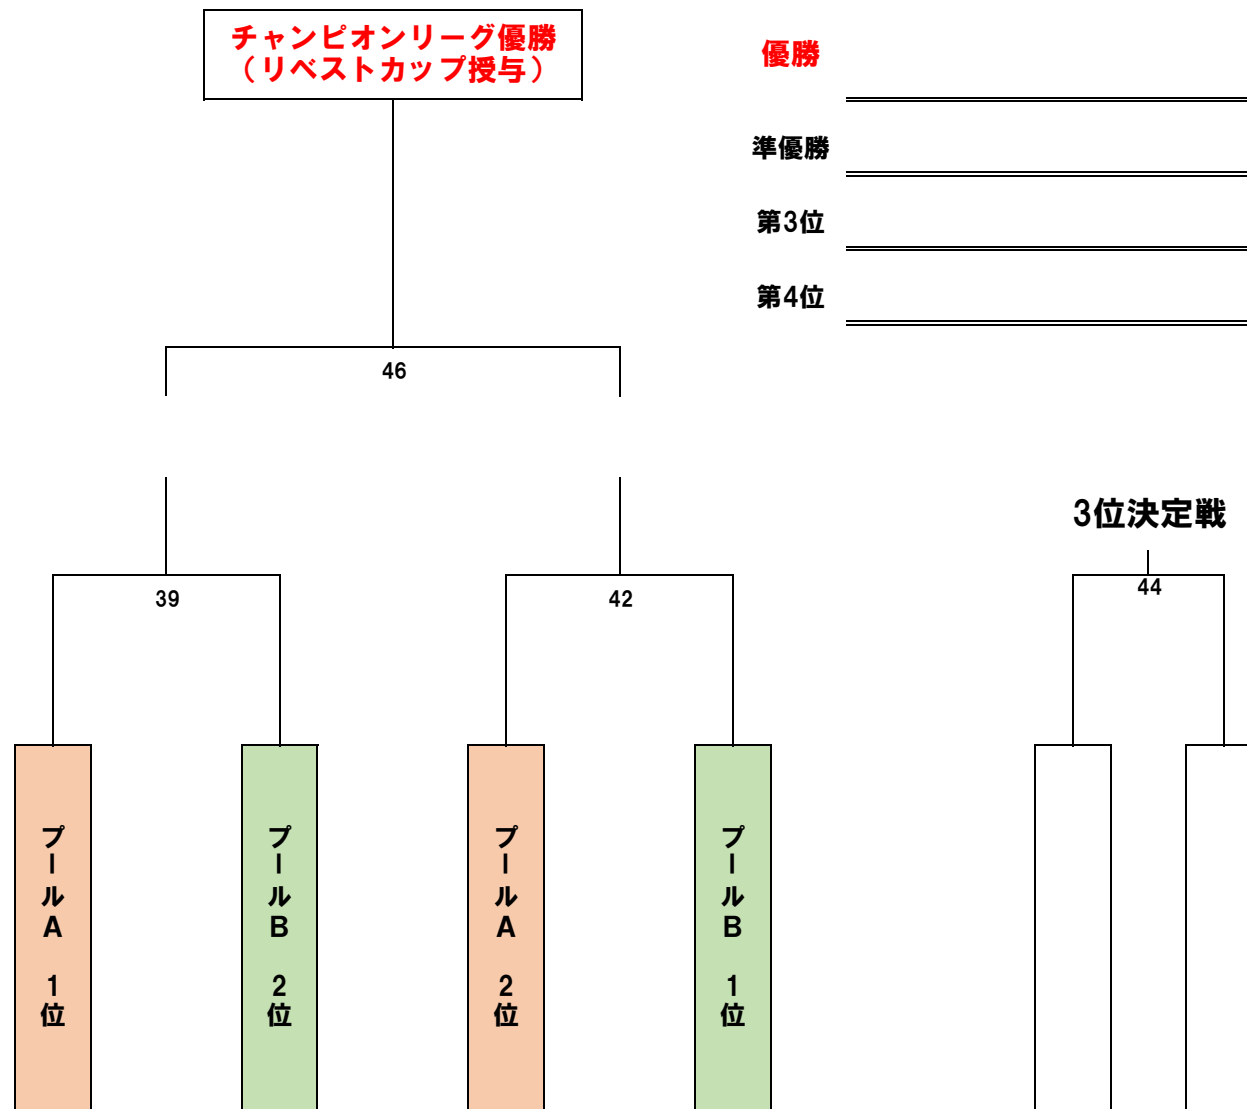 チャンピオンリーグ優勝
（リベストカップ授与）
優勝
準優勝
第3位
第4位
46
3位決定戦
39
42
44
プールA 1位
プールB 2位
プールA 2位
プールB 1位